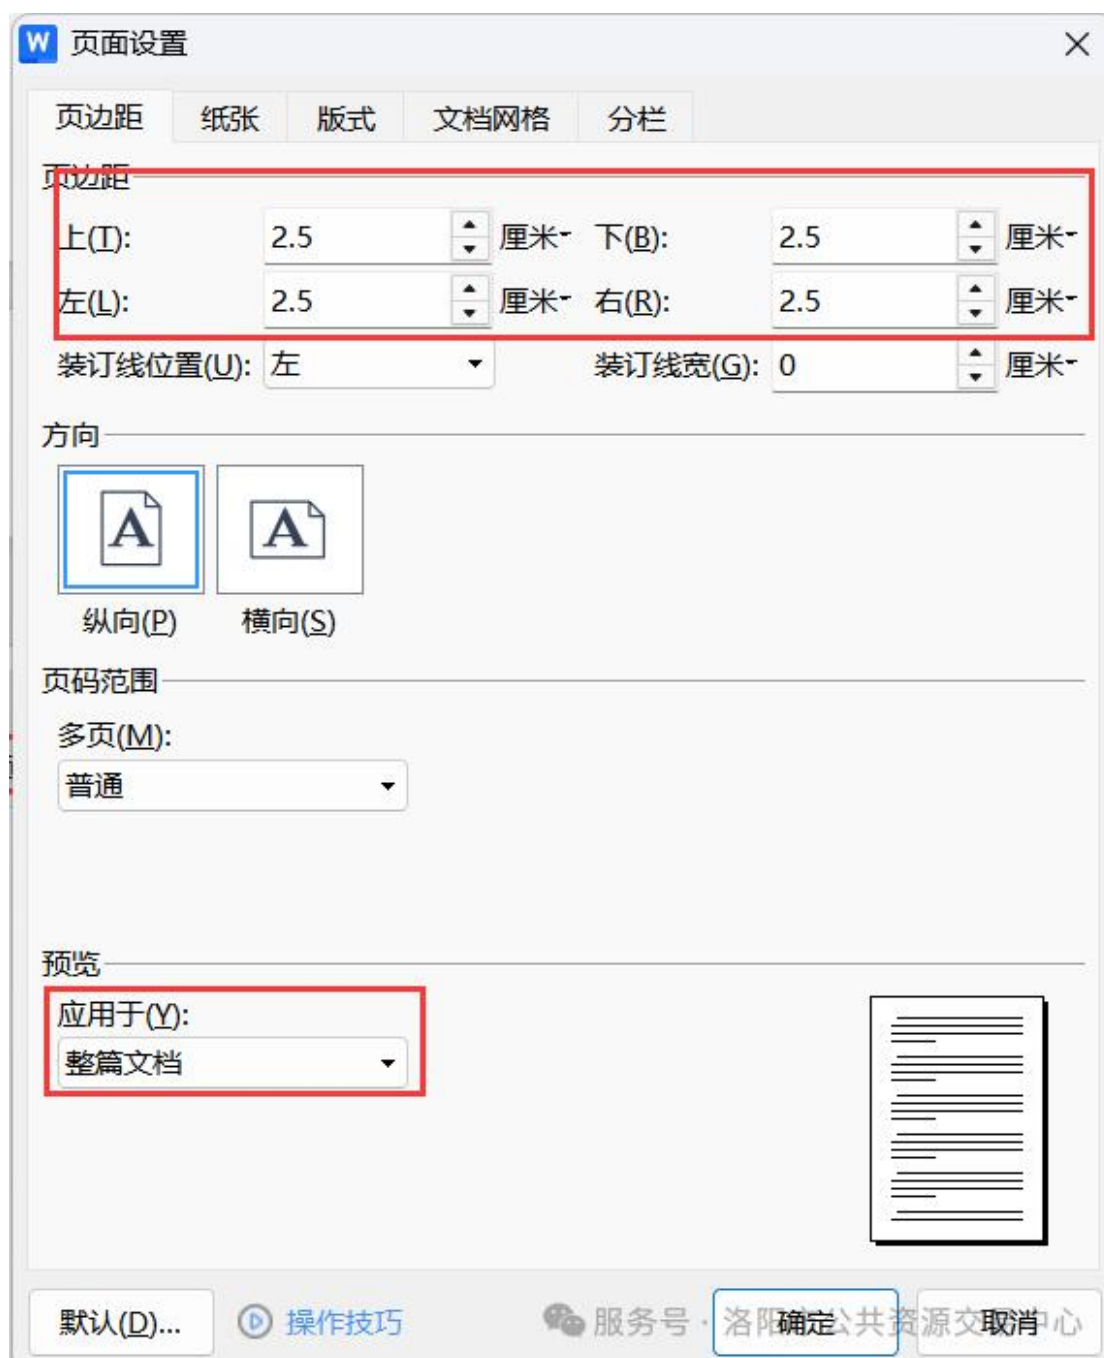 W 页面设置
页边距 纸张 版式 文档网格 分栏
页边距
上(T): 2.5 厘米 下(B): 2.5 厘米
左(L): 2.5 厘米 右(R): 2.5 厘米
装订线位置(U): 左 装订线宽(G): 0 厘米
方向
A A
纵向(P) 横向(S)
页码范围
多页(M):
普通
预览
应用于(Y):
整篇文档
默认(D)... 操作技巧 确定 取消
服务号 · 洛阳市公共资源交易中心